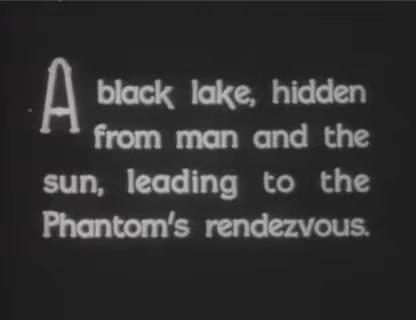 A black lake, hidden
from man and the
sun, leading to the
Phantom's rendezvous.